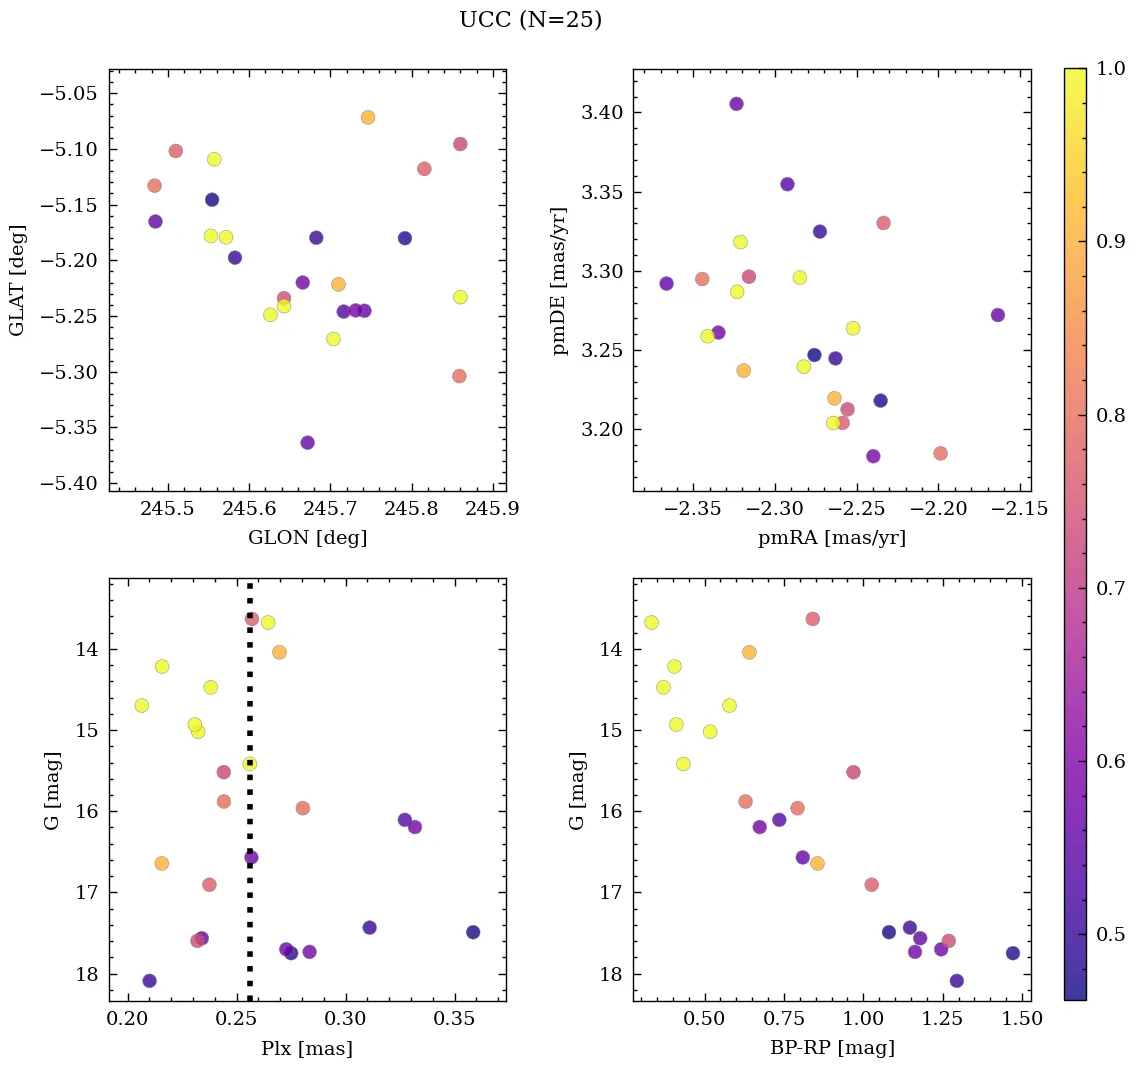 UCC (N=25)
−5.05
−5.10
−5.15
−5.20
−5.25
−5.30
−5.35
−5.40
GLAT [deg]
245.5 245.6 245.7 245.8 245.9
GLON [deg]
3.40
3.35
3.30
3.25
3.20
pmDE [mas/yr]
−2.35 −2.30 −2.25 −2.20 −2.15
pmRA [mas/yr]
14
15
16
17
18
G [mag]
0.20 0.25 0.30 0.35
Plx [mas]
14
15
16
17
18
G [mag]
0.50 0.75 1.00 1.25 1.50
BP-RP [mag]
1.0
0.9
0.8
0.7
0.6
0.5